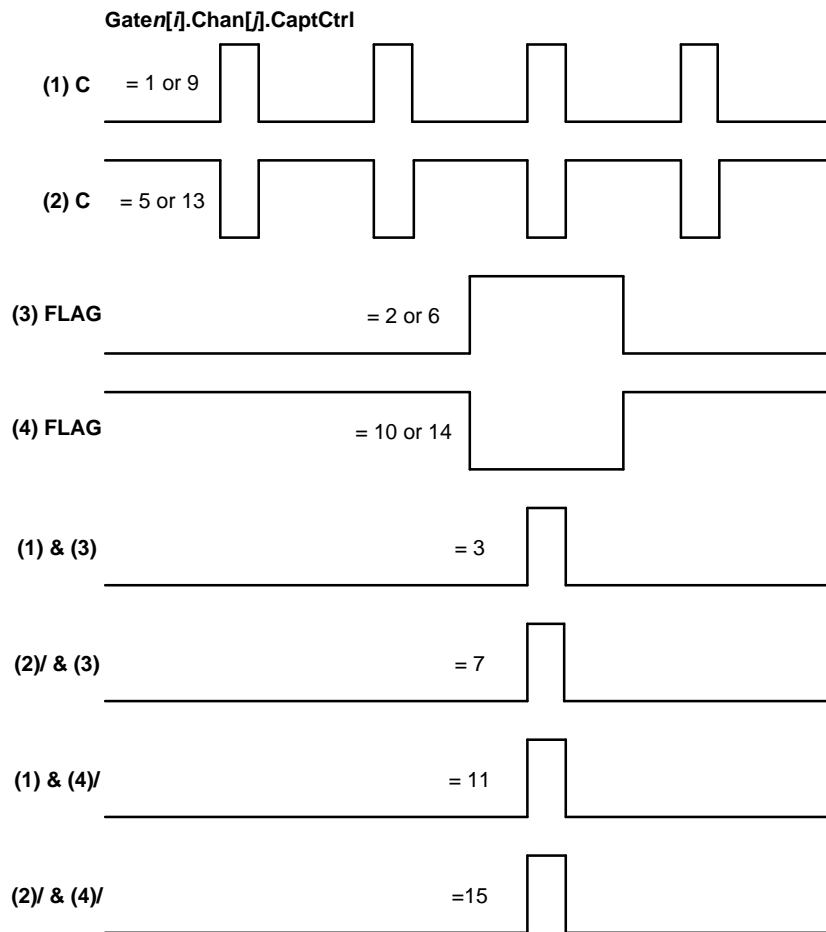 Gaten[i].Chan[j].CaptCtrl
(1) C = 1 or 9
(2) C = 5 or 13
(3) FLAG = 2 or 6
(4) FLAG = 10 or 14
(1) & (3) = 3
(2)/ & (3) = 7
(1) & (4)/ = 11
(2)/ & (4)/ =15